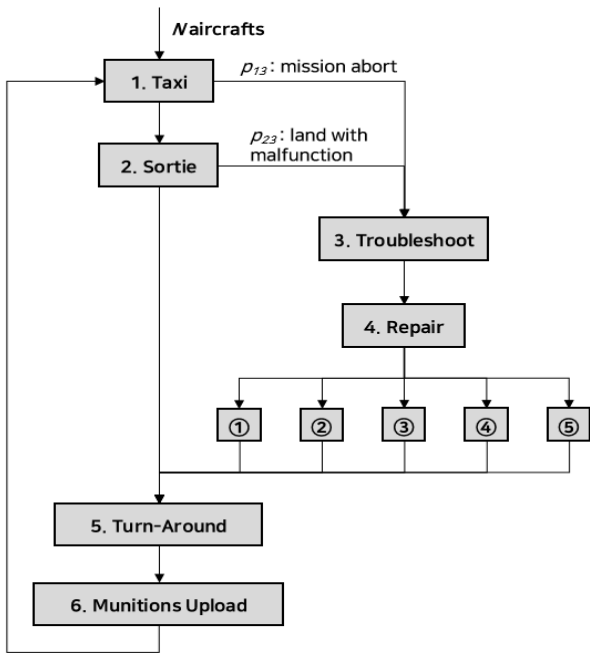 N aircrafts
1. Taxi
p13 : mission abort
p23 : land with
malfunction
2. Sortie
3. Troubleshoot
4. Repair
① ② ③ ④ ⑤
5. Turn-Around
6. Munitions Upload